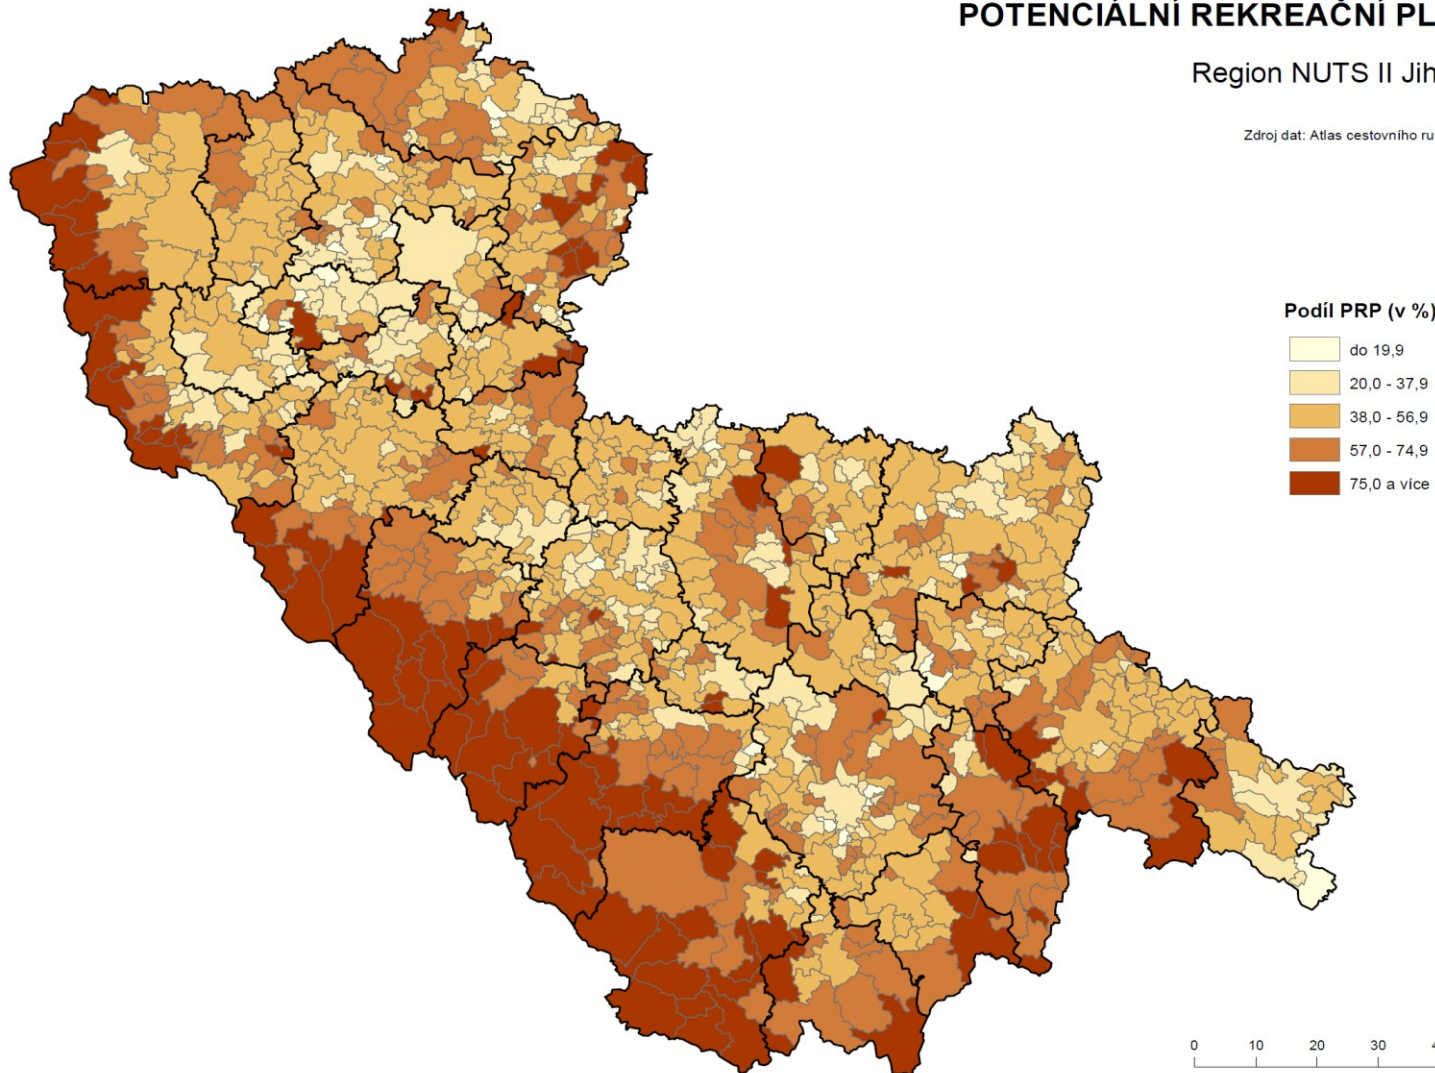 POTENCIÁLNÍ REKREAČNÍ PL
Region NUTS II Jih
Zdroj dat: Atlas cestovního ru
Podíl PRP (v %)
do 19,9
20,0 - 37,9
38,0 - 56,9
57,0 - 74,9
75,0 a více
0 10 20 30 4